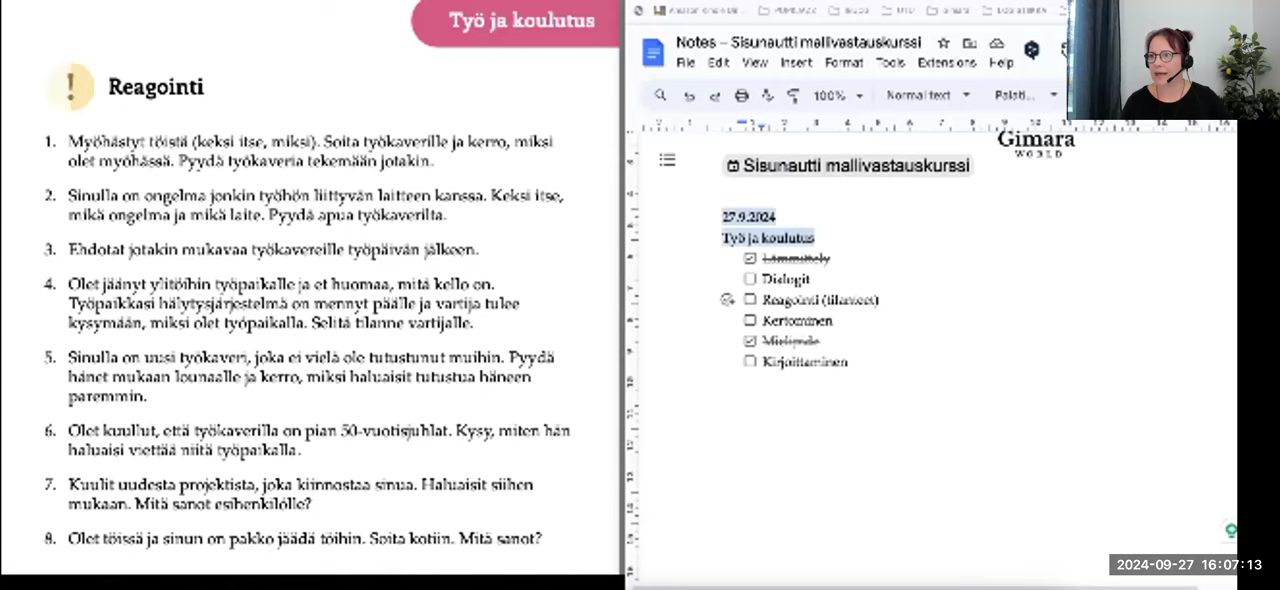 Työ ja koulutus
!
Reagointi
1. Myöhästyt töistä (keksi itse, miksi). Soita työkaverille ja kerro, miksi
olet myöhässä. Pyydä työkaveria tekemään jotakin.
2. Sinulla on ongelma jonkin työhön liittyvän laitteen kanssa. Keksi itse,
mikä ongelma ja mikä laite. Pyydä apua työkaverilta.
3. Ehdotat jotakin mukavaa työkavereille työpäivän jälkeen.
4. Olet jäänyt ylitöihin työpaikalle ja et huomaa, mitä kello on.
Työpaikkasi hälytysjärjestelmä on mennyt päälle ja vartija tulee
kysymään, miksi olet työpaikalla. Selitä tilanne vartijalle.
5. Sinulla on uusi työkaveri, joka ei vielä ole tutustunut muihin. Pyydä
hänet mukaan lounaalle ja kerro, miksi haluaisit tutustua häneen
paremmin.
6. Olet kuullut, että työkaverilla on pian 50-vuotisjuhlat. Kysy, miten hän
haluaisi viettää niitä työpaikalla.
7. Kuulit uudesta projektista, joka kiinnostaa sinua. Haluaisit siihen
mukaan. Mitä sanot esihenkilölle?
8. Olet töissä ja sinun on pakko jäädä töihin. Soita kotiin. Mitä sanot?
Notes – Sisunautti mallivastauskurssi
File Edit View Insert Format Tools Extensions Help
100% Normal text Palati...
Gimara
WORLD
Sisunautti mallivastauskurssi
27.9.2024
Työ ja koulutus
Lämmittely
Dialogit
Reagointi (tilanteet)
Kertominen
Mielipide
Kirjoittaminen
2024-09-27 16:07:13